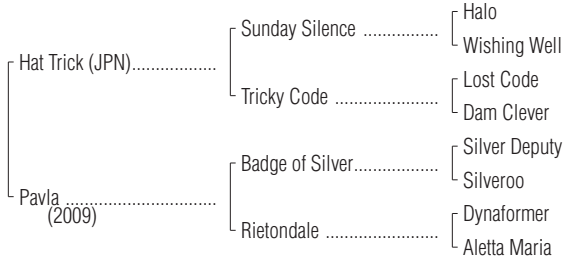 Halo
Sunday Silence ................
Wishing Well
Hat Trick (JPN)..................
Lost Code
Tricky Code ......................
Dam Clever
Silver Deputy
Badge of Silver..................
Silveroo
Pavla ................................
(2009)
Dynaformer
Rietondale ........................
Aletta Maria